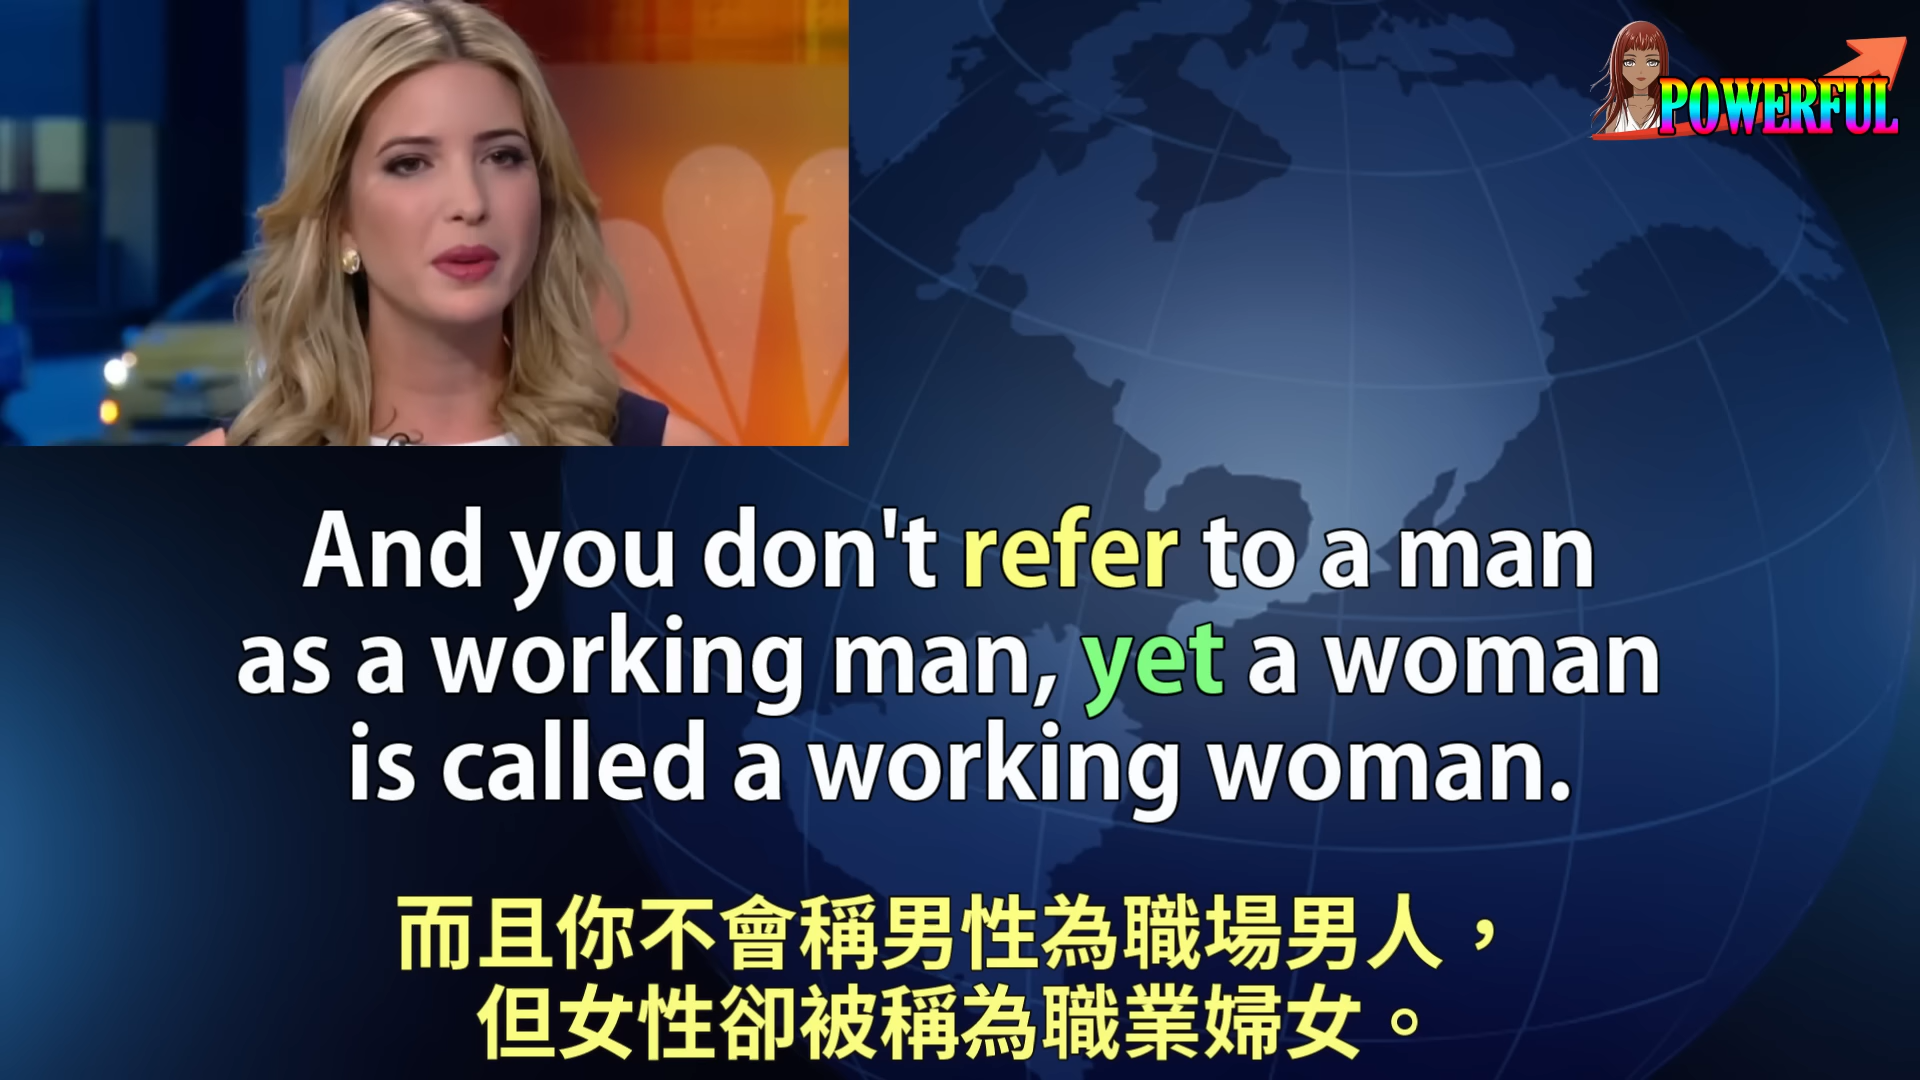 POWERFUL
And you don't refer to a man
as a working man, yet a woman
is called a working woman.
而且你不會稱男性為職場男人，
但女性卻被稱為職業婦女。